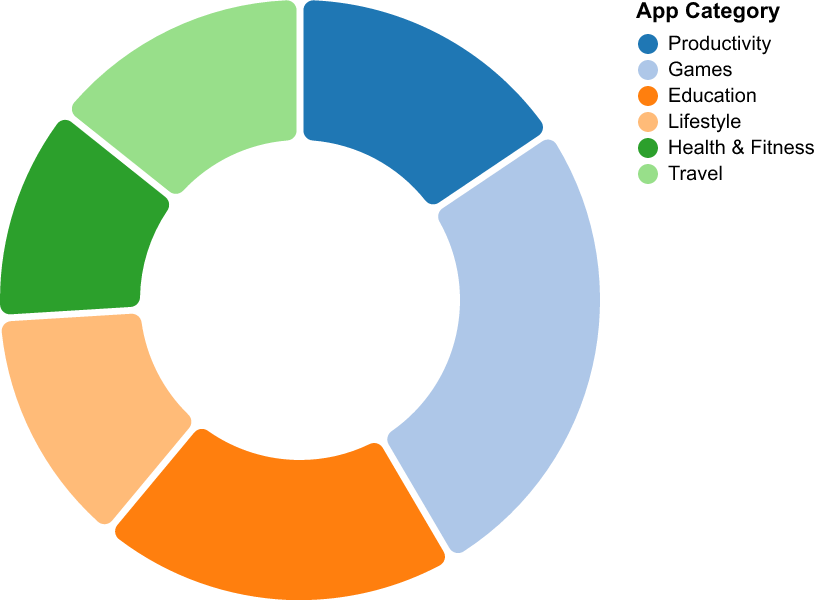 App Category
Productivity
Games
Education
Lifestyle
Health & Fitness
Travel